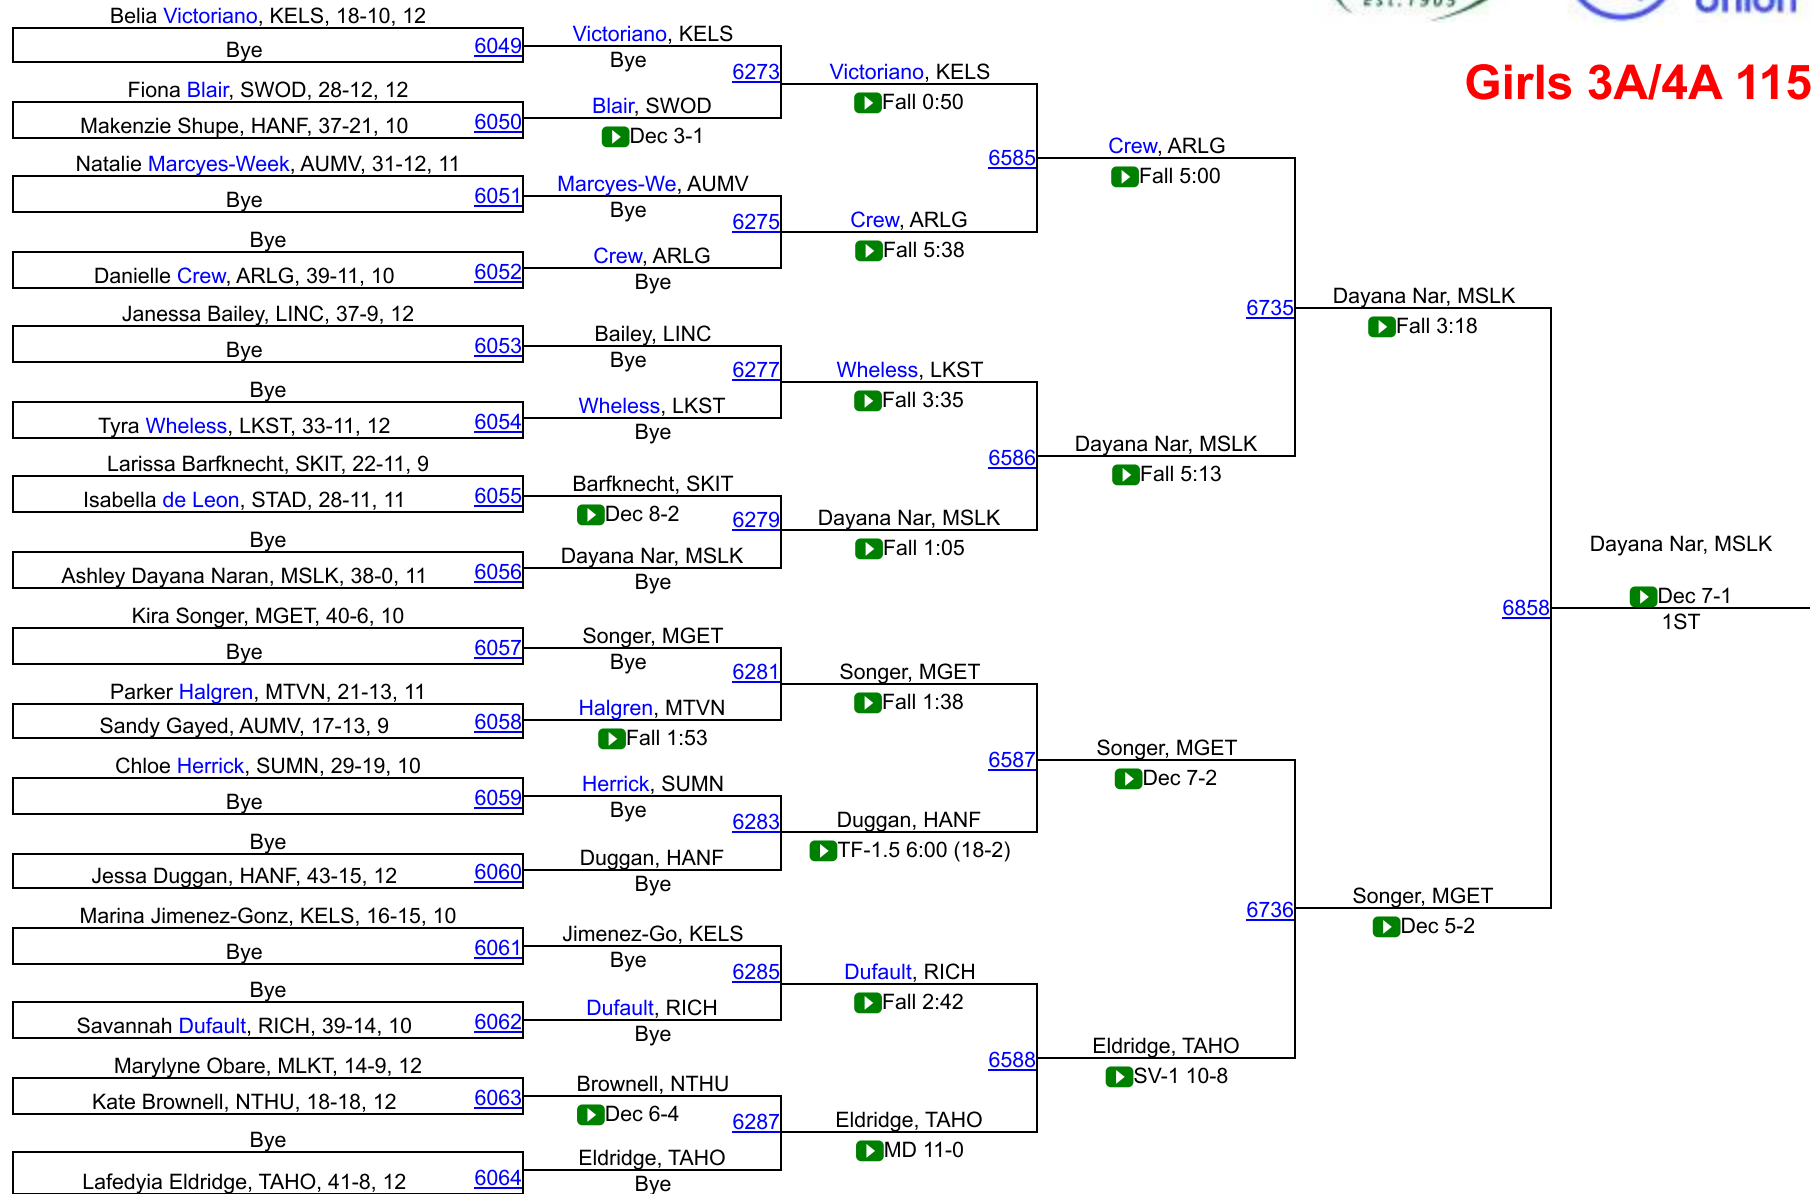 EST. 1905
Union
Girls 3A/4A 115
Belia Victoriano, KELS, 18-10, 12
Bye
6049
Fiona Blair, SWOD, 28-12, 12
Makenzie Shupe, HANF, 37-21, 10
6050
Natalie Marcyes-Week, AUMV, 31-12, 11
Bye
6051
Bye
Danielle Crew, ARLG, 39-11, 10
6052
Janessa Bailey, LINC, 37-9, 12
Bye
6053
Bye
Tyra Wheless, LKST, 33-11, 12
6054
Larissa Barfknecht, SKIT, 22-11, 9
Isabella de Leon, STAD, 28-11, 11
6055
Bye
Ashley Dayana Naran, MSLK, 38-0, 11
6056
Kira Songer, MGET, 40-6, 10
Bye
6057
Parker Halgren, MTVN, 21-13, 11
Sandy Gayed, AUMV, 17-13, 9
6058
Chloe Herrick, SUMN, 29-19, 10
Bye
6059
Bye
Jessa Duggan, HANF, 43-15, 12
6060
Marina Jimenez-Gonz, KELS, 16-15, 10
Bye
6061
Bye
Savannah Dufault, RICH, 39-14, 10
6062
Marylyne Obare, MLKT, 14-9, 12
Kate Brownell, NTHU, 18-18, 12
6063
Bye
Lafedyia Eldridge, TAHO, 41-8, 12
6064
Victoriano, KELS
Bye
6273
Blair, SWOD
Dec 3-1
Marcyes-We, AUMV
Bye
6275
Crew, ARLG
Bye
Bailey, LINC
Bye
6277
Wheless, LKST
Bye
Barfknecht, SKIT
Dec 8-2
6279
Dayana Nar, MSLK
Bye
Songer, MGET
Bye
6281
Halgren, MTVN
Fall 1:53
Herrick, SUMN
Bye
6283
Duggan, HANF
Bye
Jimenez-Go, KELS
Bye
6285
Dufault, RICH
Bye
Brownell, NTHU
Dec 6-4
6287
Eldridge, TAHO
Bye
Victoriano, KELS
Fall 0:50
6585
Crew, ARLG
Fall 5:38
Wheless, LKST
Fall 3:35
6586
Dayana Nar, MSLK
Fall 1:05
Songer, MGET
Fall 1:38
6587
Duggan, HANF
TF-1.5 6:00 (18-2)
Dufault, RICH
Fall 2:42
6588
Eldridge, TAHO
MD 11-0
Crew, ARLG
Fall 5:00
6735
Dayana Nar, MSLK
Fall 5:13
Songer, MGET
Dec 7-2
6736
Eldridge, TAHO
SV-1 10-8
Dayana Nar, MSLK
Fall 3:18
6858
Songer, MGET
Dec 5-2
Dayana Nar, MSLK
Dec 7-1
1ST